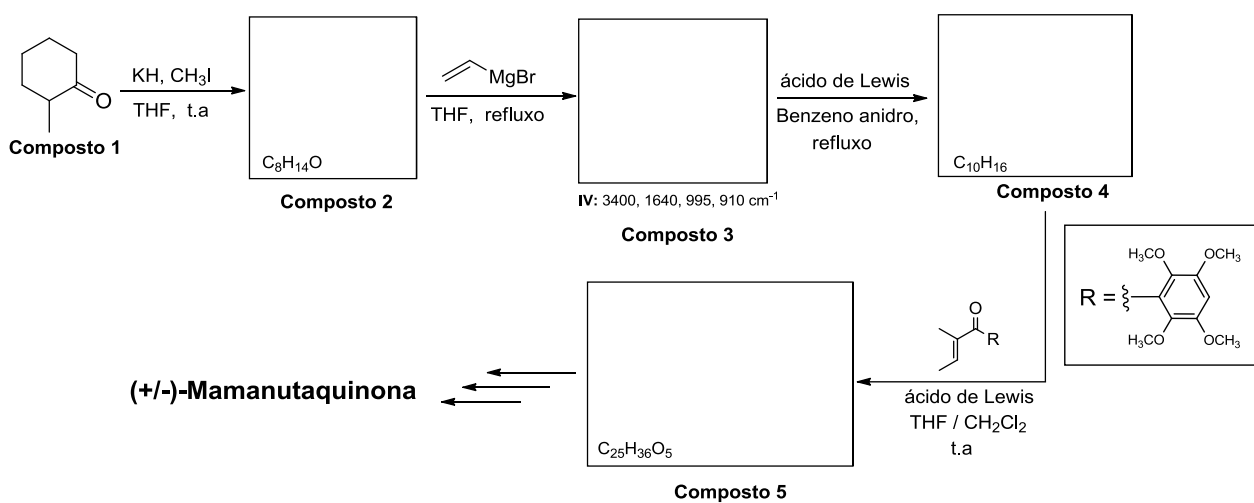 KH, CH3I
THF, t.a
O
Composto 1
C8H14O
Composto 2
MgBr
THF, refluxo
IV: 3400, 1640, 995, 910 cm-1
Composto 3
ácido de Lewis
Benzeno anidro,
refluxo
C10H16
Composto 4
R =
H3CO
OCH3
H3CO
OCH3
O
R
ácido de Lewis
THF / CH2Cl2
t.a
C25H36O5
Composto 5
(+/-)-Mamanutaquinona